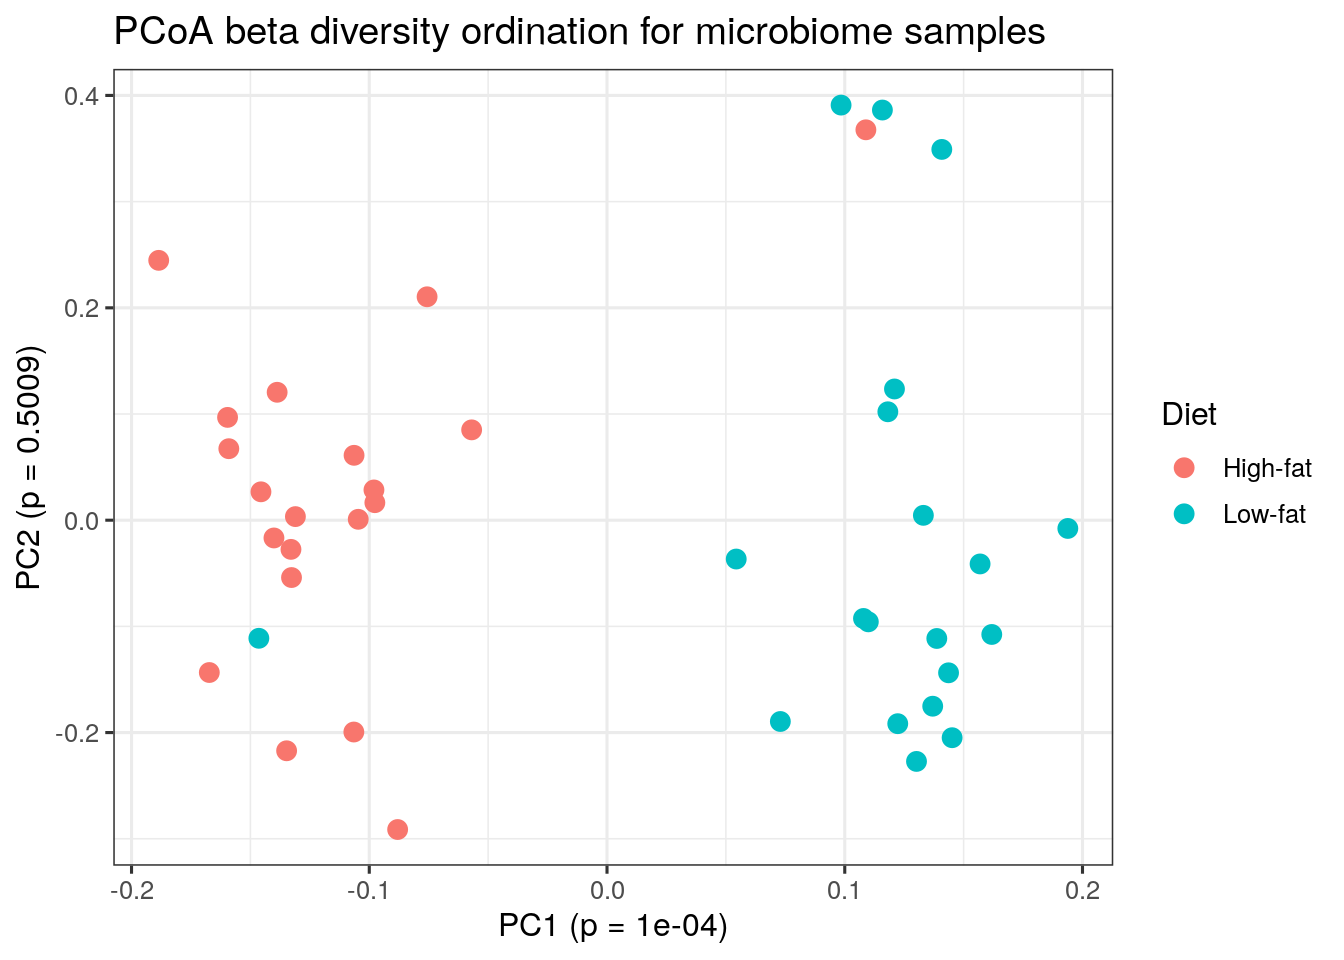 PCoA beta diversity ordination for microbiome samples
0.4
0.2
0.0
-0.2
PC2 (p = 0.5009)
-0.2
-0.1
0.0
0.1
0.2
PC1 (p = 1e-04)
Diet
High-fat
Low-fat